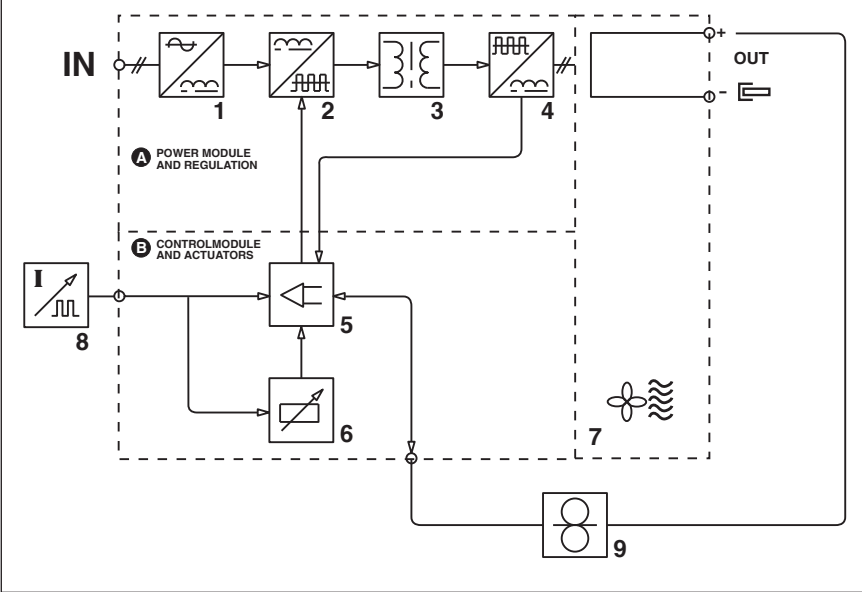 IN
1
2
3
4
+
OUT
-
A POWER MODULE
AND REGULATION
B CONTROLMODULE
AND ACTUATORS
I
8
5
6
7
9